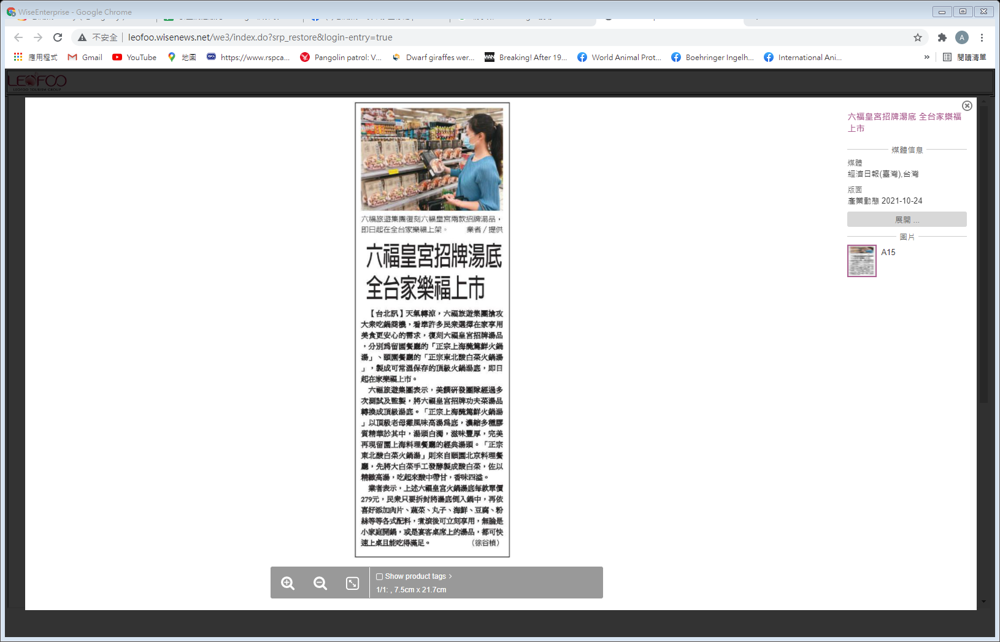 WiseEnterprise - Google Chrome
不安全 | leofoo.wisenews.net/we3/index.do?srp_restore&login-entry=true
A
應用程式 Gmail YouTube 地圖 https://www.rspca... Pangolin patrol: V... Dwarf giraffes wer... Breaking! After 19... World Animal Prot... Boehringer Ingelh... International Ani... » 閱讀清單
LEOFOO
LEOFOO TOURISM GROUP
六福旅遊集團復刻六福皇宮兩款招牌湯品，
即日起在全台家樂福上架。 業者／提供
六福皇宮招牌湯底
全台家樂福上市
【台北訊】天氣轉涼，六福旅遊集團搶攻
大眾吃鍋商機，看準許多民眾選擇在家享用
美食更安心的需求，復刻六福皇宮招牌湯品
，分別為留園餐廳的「正宗上海醃篤鮮火鍋
湯」、頤園餐廳的「正宗東北酸白菜火鍋湯
」，製成可常溫保存的頂級火鍋湯底，即日
起在家樂福上市。
六福旅遊集團表示，美饌研發團隊經過多
次測試及監製，將六福皇宮招牌功夫菜湯品
轉換成頂級湯底。「正宗上海醃篤鮮火鍋湯
」以頂級老母雞風味高湯為底，濃縮多種膠
質精華於其中，湯頭白濁，滋味豐厚，完美
再現留園上海料理餐廳的經典湯頭。「正宗
東北酸白菜火鍋湯」則來自頤園北京料理餐
廳，先將大白菜手工發酵製成酸白菜，佐以
精緻高湯，吃起來酸中帶甘，香味四溢。
業者表示，上述六福皇宮火鍋湯底每款單價
279元，民眾只要拆封將湯底倒入鍋中，再依
喜好添加肉片、蔬菜、丸子、海鮮、豆腐、粉
絲等等各式配料，煮滾後可立刻享用，無論是
小家庭開鍋，或是宴客桌席上的湯品，都可快
速上桌且能吃得滿足。 （徐谷楨）
六福皇宮招牌湯底 全台家樂福
上市
媒體信息
媒體
經濟日報(臺灣),台灣
版面
產業動態 2021-10-24
展開 ...
圖片
A15
Show product tags >
1/1: , 7.5cm x 21.7cm